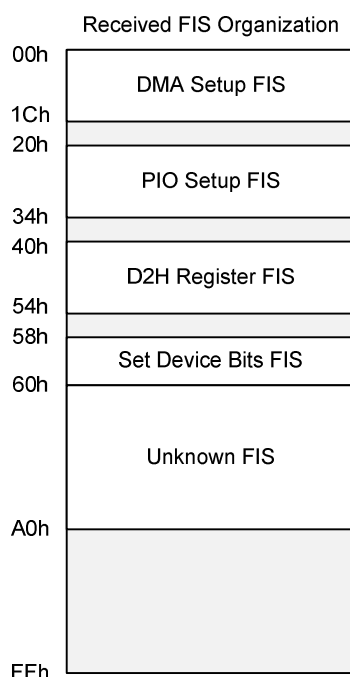 Received FIS Organization
00h
DMA Setup FIS
1Ch
20h
PIO Setup FIS
34h
40h
D2H Register FIS
54h
58h
Set Device Bits FIS
60h
Unknown FIS
A0h
FFh